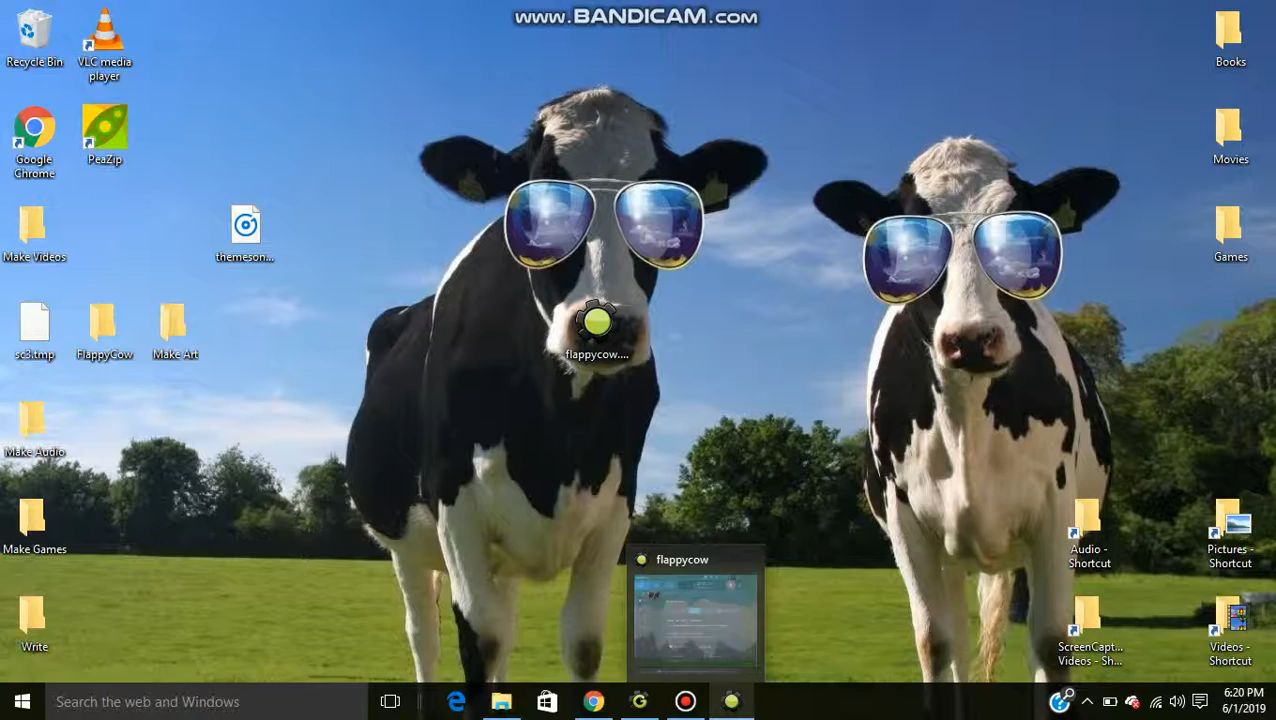 www.BANDICAM.com
Recycle Bin
VLC media
player
Books
Google
Chrome
PeaZip
Movies
Make Videos
themeson...
Games
sc3.tmp
FlappyCow
Make Art
flappycow....
Make Audio
Make Games
Audio -
Shortcut
Pictures -
Shortcut
flappycow
Write
ScreenCapt...
Videos - Sh...
Videos -
Shortcut
Search the web and Windows
6:20 PM
6/1/2019